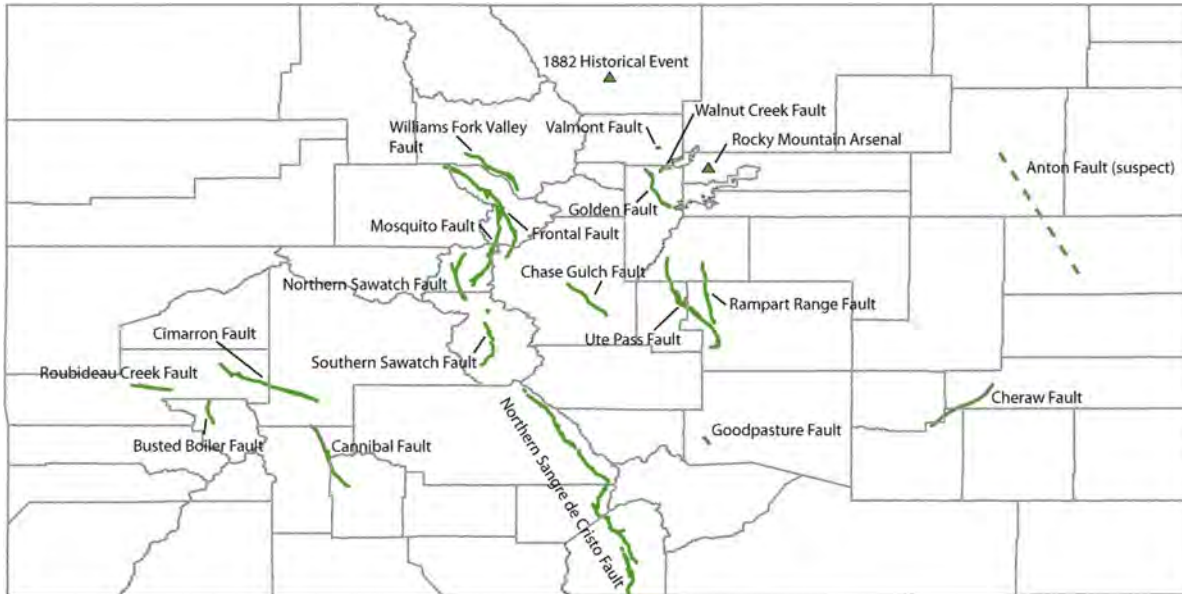 1882 Historical Event
Walnut Creek Fault
Williams Fork Valley
Fault
Valmont Fault
Rocky Mountain Arsenal
Anton Fault (suspect)
Golden Fault
Mosquito Fault
Frontal Fault
Chase Gulch Fault
Northern Sawatch Fault
Rampart Range Fault
Cimarron Fault
Ute Pass Fault
Southern Sawatch Fault
Roubideau Creek Fault
Cheraw Fault
Northern Sangre de Cristo Fault
Goodpasture Fault
Busted Boiler Fault
Cannibal Fault